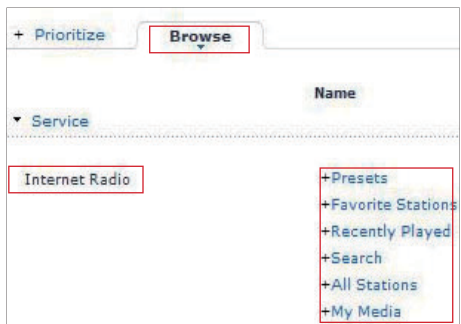 + Prioritize Browse
Name
Service
Internet Radio +Presets
+Favorite Stations
+Recently Played
+Search
+All Stations
+My Media